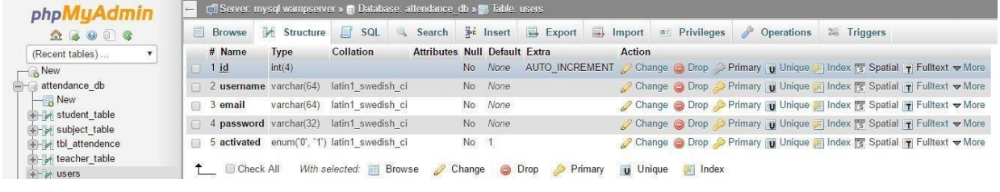 phpMyAdmin
(Recent tables) ...
New
attendance_db
New
student_table
subject_table
tbl_attendence
teacher_table
users
Server: mysql wampserver » Database: attendance_db » Table: users
Browse Structure SQL Search Insert Export Import Privileges Operations Triggers
# Name Type Collation Attributes Null Default Extra Action
1 id int(4) No None AUTO_INCREMENT Change Drop Primary Unique Index Spatial Fulltext More
2 username varchar(64) latin1_swedish_ci No None Change Drop Primary Unique Index Spatial Fulltext More
3 email varchar(64) latin1_swedish_ci No None Change Drop Primary Unique Index Spatial Fulltext More
4 password varchar(32) latin1_swedish_ci No None Change Drop Primary Unique Index Spatial Fulltext More
5 activated enum('0', '1') latin1_swedish_ci No 1 Change Drop Primary Unique Index Spatial Fulltext More
Check All With selected: Browse Change Drop Primary Unique Index